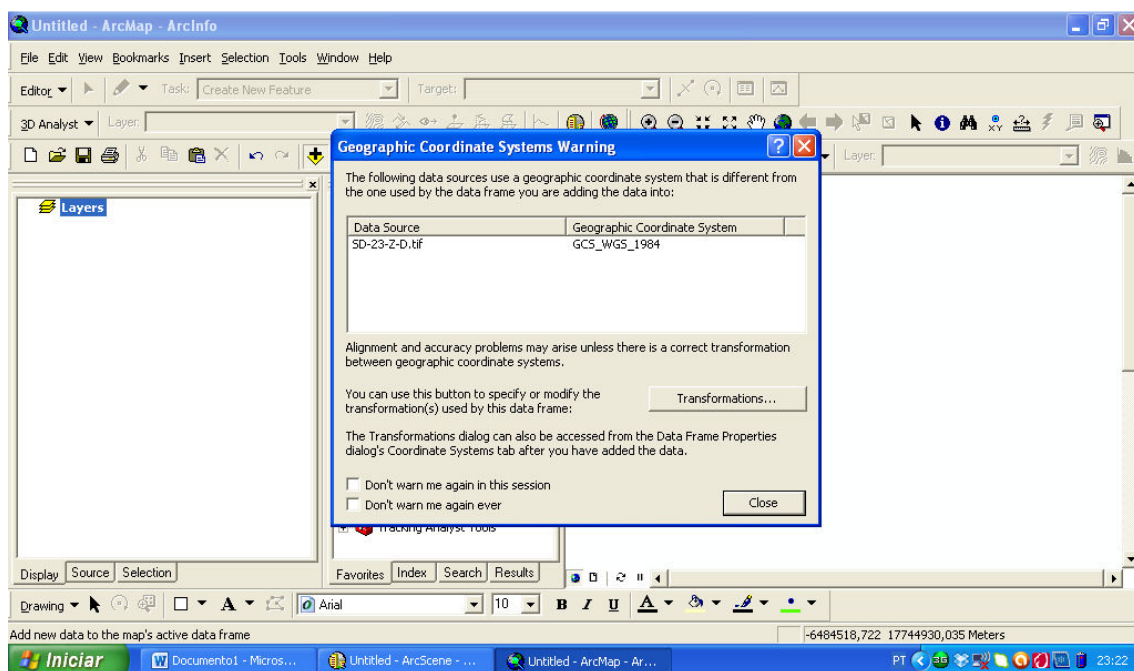 Untitled - ArcMap - ArcInfo
File Edit View Bookmarks Insert Selection Tools Window Help
Editor Task: Create New Feature Target:
3D Analyst Layer:
Layer:
Layers
Geographic Coordinate Systems Warning
The following data sources use a geographic coordinate system that is different from
the one used by the data frame you are adding the data into:
Data Source Geographic Coordinate System
SD-23-Z-D.tif GCS_WGS_1984
Alignment and accuracy problems may arise unless there is a correct transformation
between geographic coordinate systems.
You can use this button to specify or modify the
transformation(s) used by this data frame:
Transformations...
The Transformations dialog can also be accessed from the Data Frame Properties
dialog's Coordinate Systems tab after you have added the data.
Don't warn me again in this session
Don't warn me again ever
Close
Tracking Analyst Tools
Display Source Selection
Favorites Index Search Results
Drawing A Arial 10 B I U A
Add new data to the map's active data frame
-6484518,722 17744930,035 Meters
Iniciar Documento1 - Micros... Untitled - ArcScene - ... Untitled - ArcMap - Ar... PT 3G 23:22